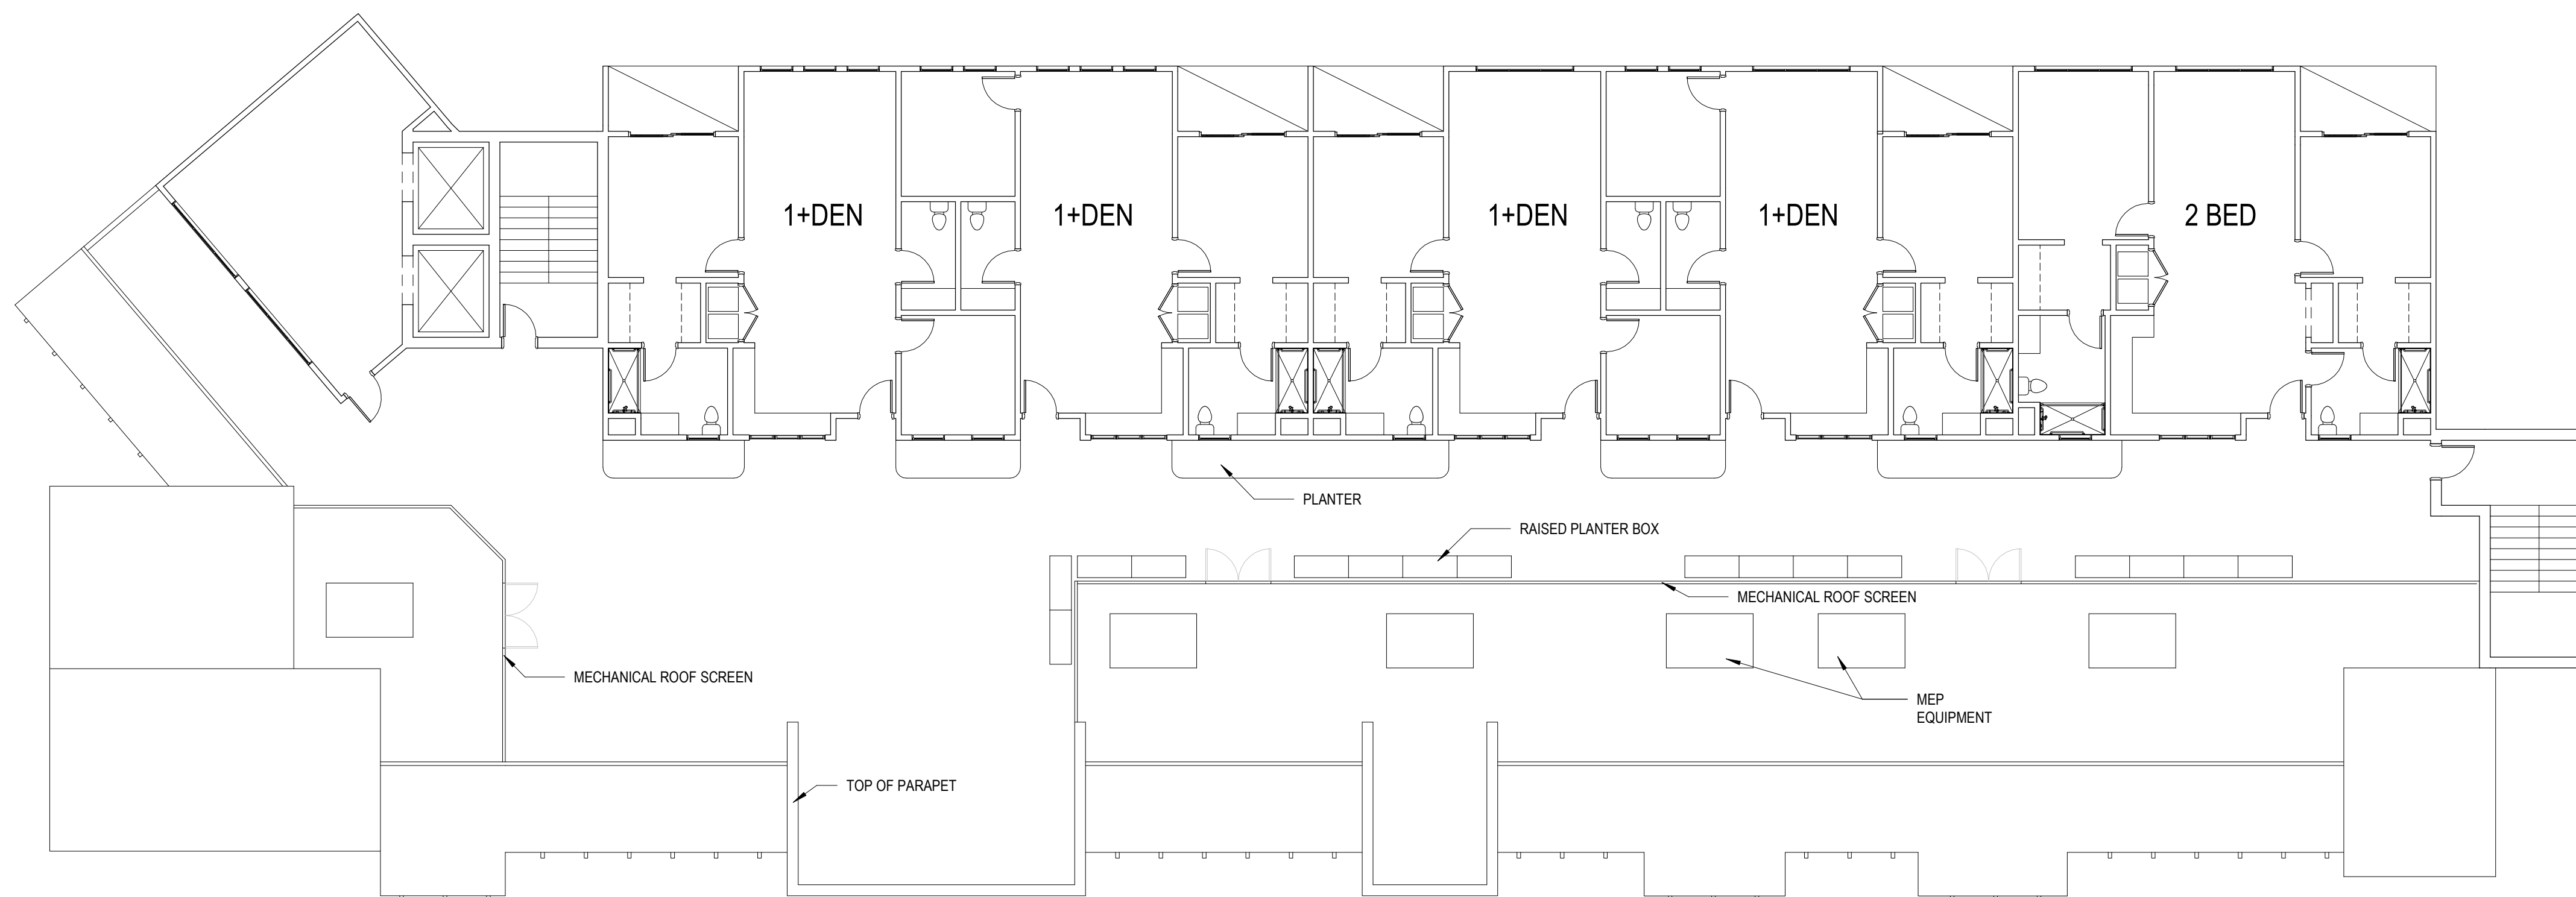 1+DEN
1+DEN
1+DEN
1+DEN
2 BED
PLANTER
RAISED PLANTER BOX
MECHANICAL ROOF SCREEN
MECHANICAL ROOF SCREEN
MEP
EQUIPMENT
TOP OF PARAPET